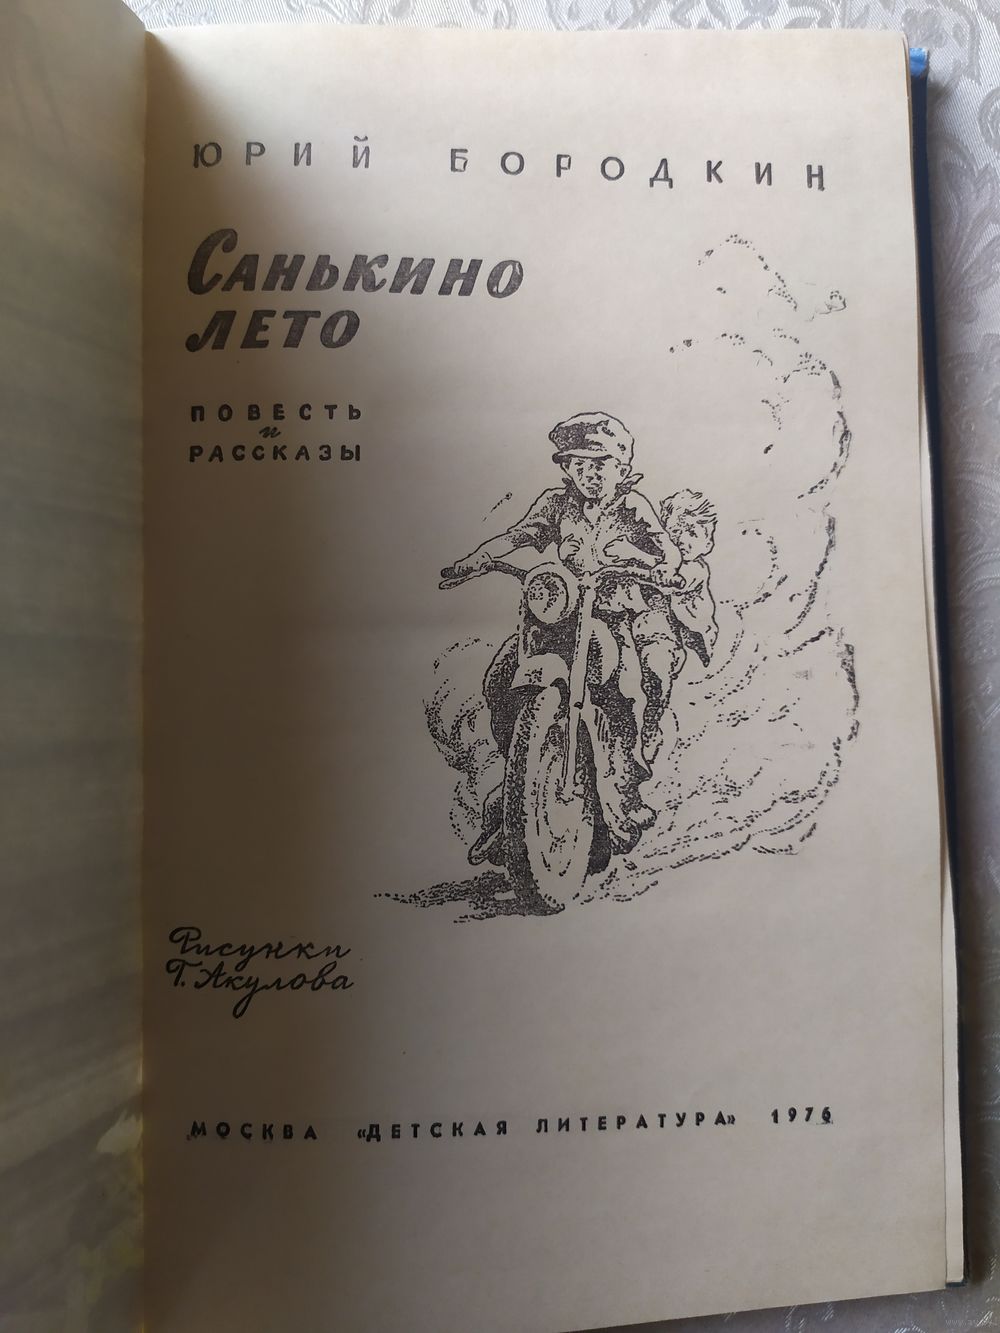 ЮРИЙ БОРОДКИН
САНЬКИНО
ЛЕТО
ПОВЕСТЬ
и
РАССКАЗЫ
Рисунки
Г. Акулова
МОСКВА «ДЕТСКАЯ ЛИТЕРАТУРА» 1976